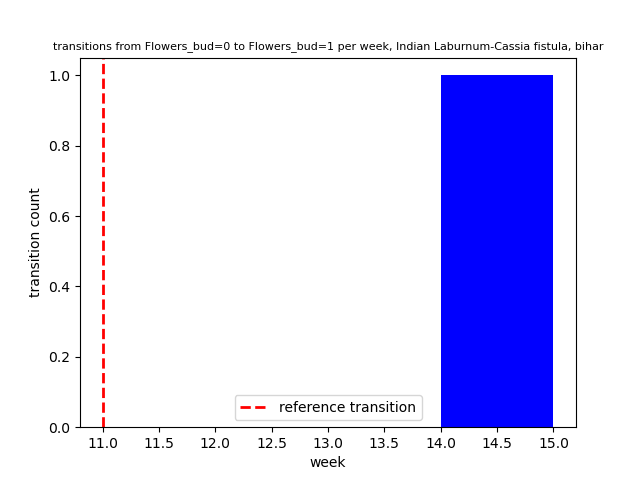 transitions from Flowers_bud=0 to Flowers_bud=1 per week, Indian Laburnum-Cassia fistula, bihar
transition count
1.0
0.8
0.6
0.4
0.2
0.0
reference transition
11.0 11.5 12.0 12.5 13.0 13.5 14.0 14.5 15.0
week